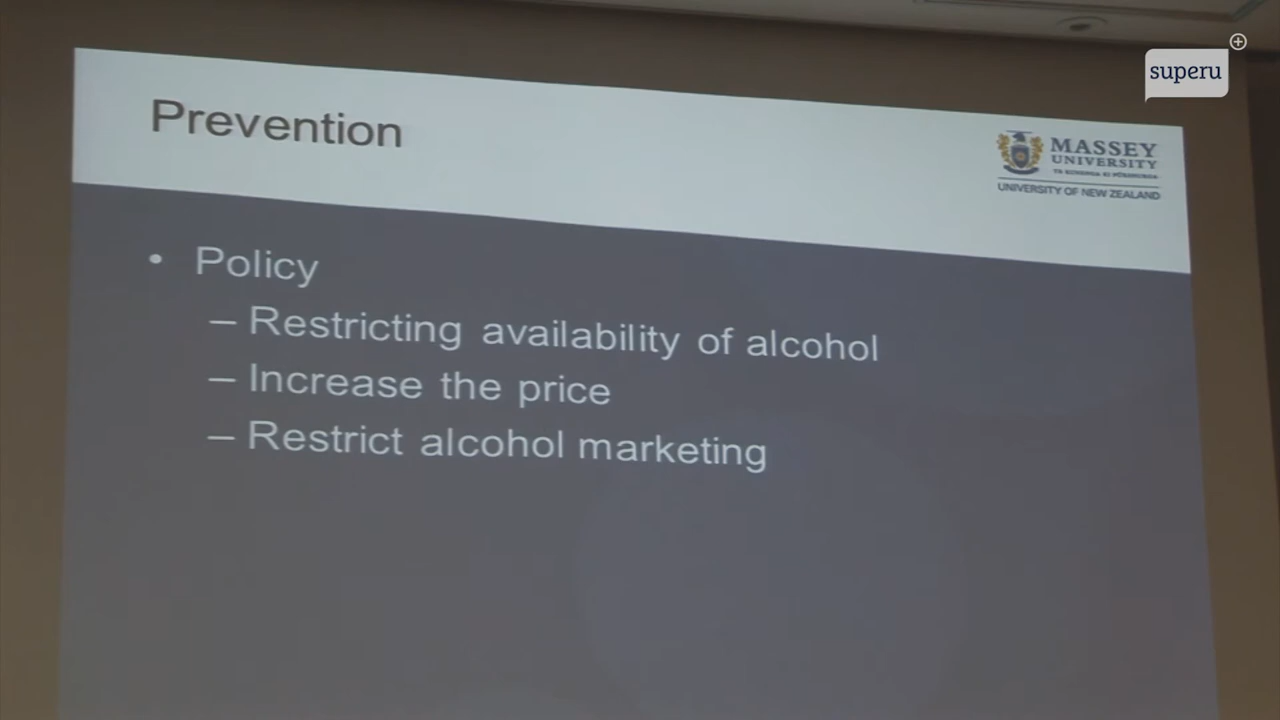 superu
Prevention
MASSEY
UNIVERSITY
TE KUNENGA KI PŪREHUROA
UNIVERSITY OF NEW ZEALAND
• Policy
– Restricting availability of alcohol
– Increase the price
– Restrict alcohol marketing